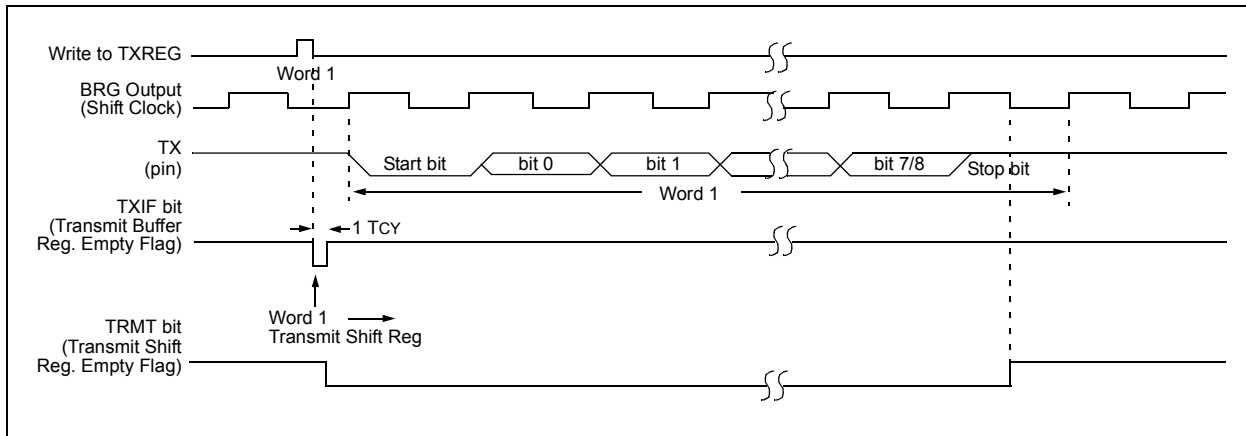 Write to TXREG
Word 1
BRG Output
(Shift Clock)
TX
(pin)
Start bit
bit 0
bit 1
bit 7/8
Stop bit
Word 1
TXIF bit
(Transmit Buffer
Reg. Empty Flag)
1 TCY
Word 1
Transmit Shift Reg
TRMT bit
(Transmit Shift
Reg. Empty Flag)